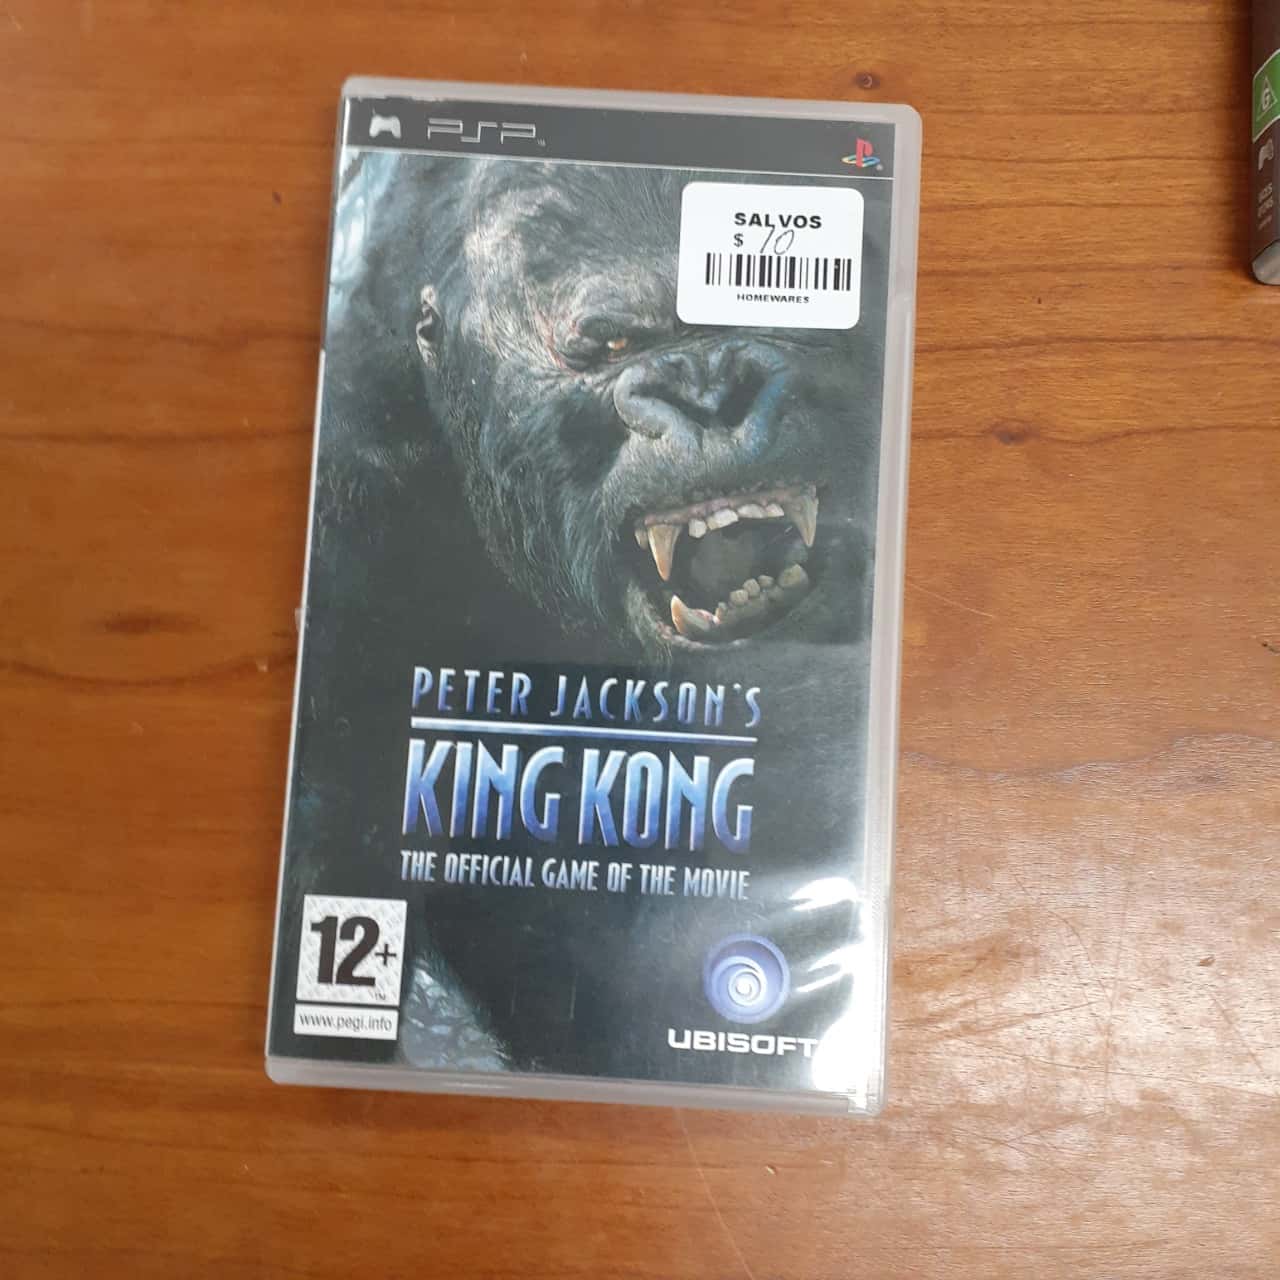 PSP
SALVOS
$ 10
HOMEWARES
PETER JACKSON'S
KING KONG
THE OFFICIAL GAME OF THE MOVIE
12+
www.pegi.info
UBISOFT
G